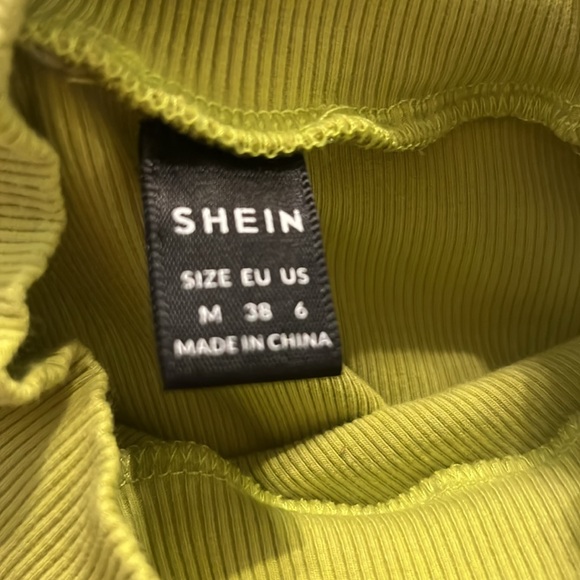 SHEIN
SIZE EU US
M 38 6
MADE IN CHINA